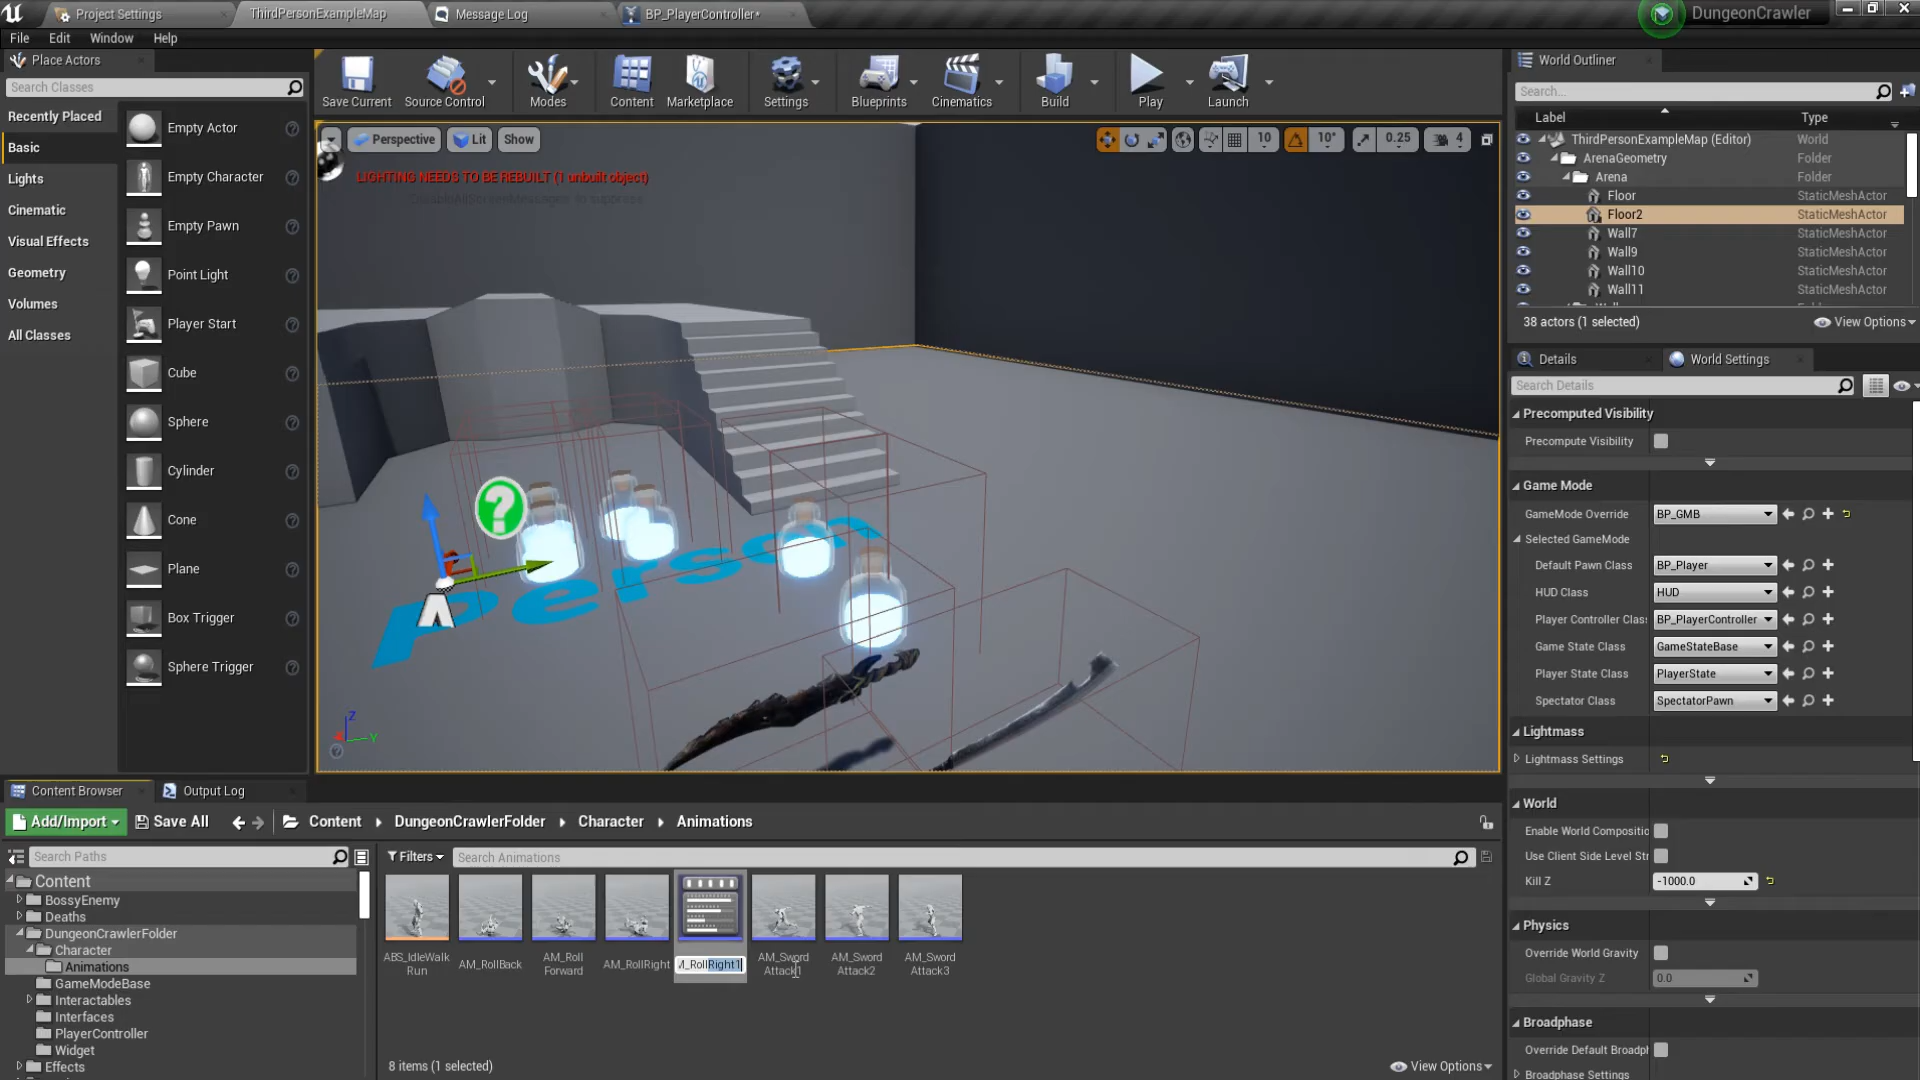 Project Settings
ThirdPersonExampleMap
Message Log
BP_PlayerController*
DungeonCrawler
File Edit Window Help
Place Actors
Search Classes
Recently Placed
Basic
Lights
Cinematic
Visual Effects
Geometry
Volumes
All Classes
Empty Actor
Empty Character
Empty Pawn
Point Light
Player Start
Cube
Sphere
Cylinder
Cone
Plane
Box Trigger
Sphere Trigger
Save Current
Source Control
Modes
Content
Marketplace
Settings
Blueprints
Cinematics
Build
Play
Launch
Perspective
Lit
Show
10
10°
0.25
4
LIGHTING NEEDS TO BE REBUILT (1 unbuilt object)
Person
Z
Y
World Outliner
Search...
Label Type
ThirdPersonExampleMap (Editor) World
ArenaGeometry Folder
Arena Folder
Floor StaticMeshActor
Floor2 StaticMeshActor
Wall7 StaticMeshActor
Wall9 StaticMeshActor
Wall10 StaticMeshActor
Wall11 StaticMeshActor
38 actors (1 selected)
View Options
Details
World Settings
Search Details
Precomputed Visibility
Precompute Visibility
Game Mode
GameMode Override BP_GMB
Selected GameMode
Default Pawn Class BP_Player
HUD Class HUD
Player Controller Clas BP_PlayerController
Game State Class GameStateBase
Player State Class PlayerState
Spectator Class SpectatorPawn
Lightmass
Lightmass Settings
World
Enable World Compositio
Use Client Side Level Str
Kill Z -1000.0
Physics
Override World Gravity
Global Gravity Z 0.0
Broadphase
Override Default Broadph
Broadphase Settings
Content Browser
Output Log
Add/Import
Save All
Content DungeonCrawlerFolder Character Animations
Search Paths
Filters
Search Animations
Content
BossyEnemy
Deaths
DungeonCrawlerFolder
Character
Animations
GameModeBase
Interactables
Interfaces
PlayerController
Widget
Effects
ABS_IdleWalk
Run
AM_RollBack
AM_Roll
Forward
AM_RollRight
M_RollRight1
AM_Sword
Attack1
AM_Sword
Attack2
AM_Sword
Attack3
8 items (1 selected)
View Options